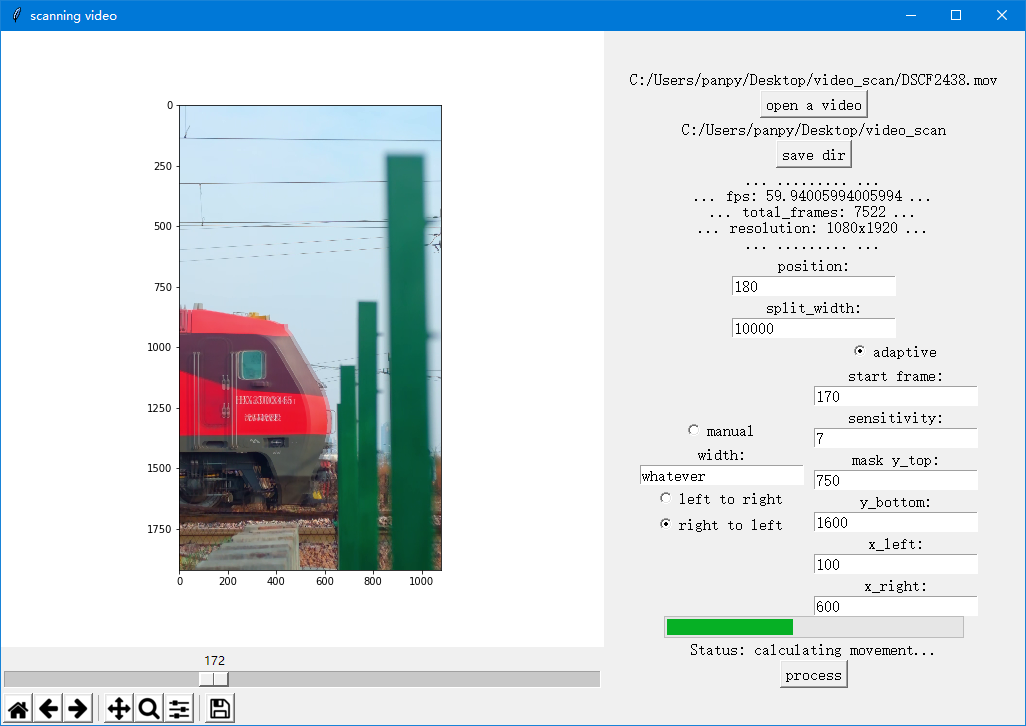 scanning video
C:/Users/panpy/Desktop/video_scan/DSCF2438.mov
open a video
C:/Users/panpy/Desktop/video_scan
save dir
... ......... ...
... fps: 59.94005994005994 ...
... total_frames: 7522 ...
... resolution: 1080x1920 ...
... ......... ...
position:
180
split_width:
10000
adaptive
start frame:
170
sensitivity:
7
manual
mask y_top:
width:
750
whatever
y_bottom:
left to right
1600
right to left
x_left:
100
x_right:
600
Status: calculating movement...
process
0
250
500
750
1000
1250
1500
1750
0 200 400 600 800 1000
172